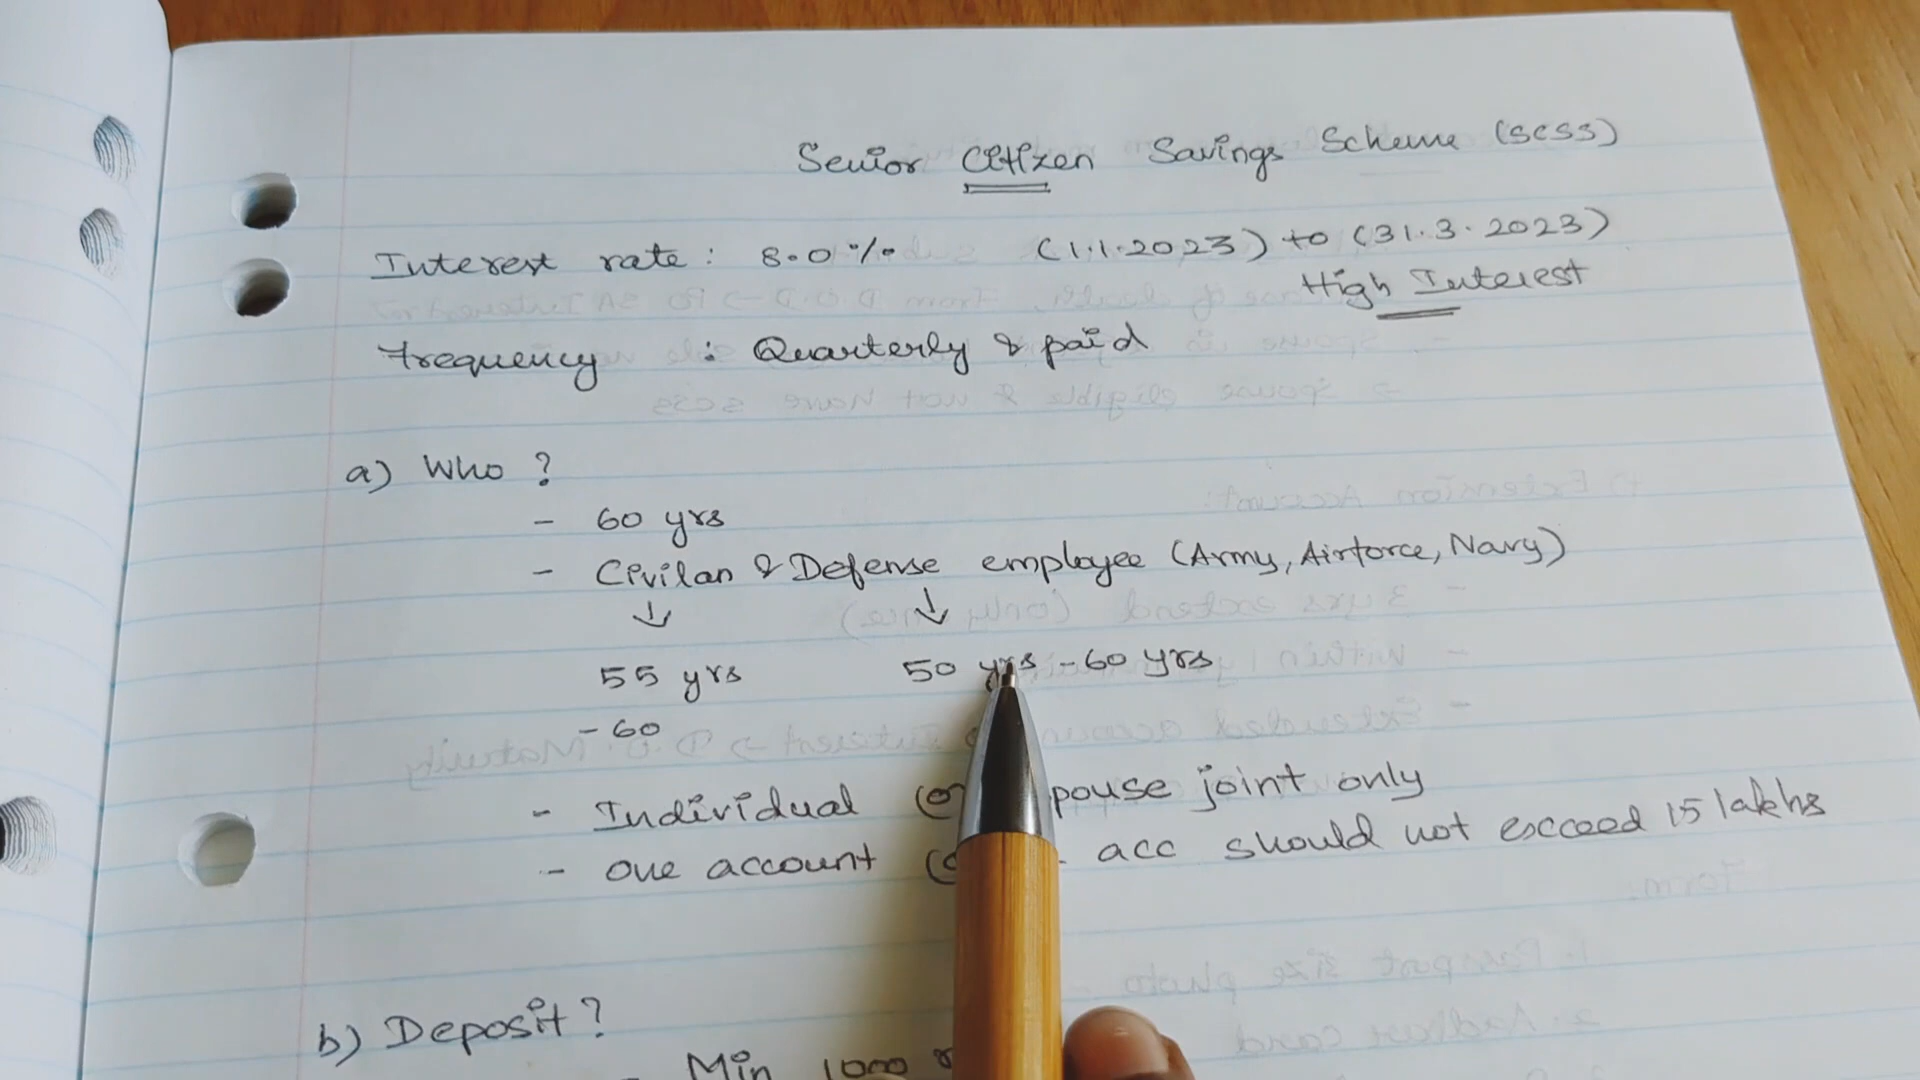 Senior Citizen Savings Scheme (SCSS)
Interest rate : 8.0% (1.1.2023) to (31.3.2023)
High Interest
Frequency : Quarterly & paid
a) Who ?
- 60 yrs
- Civilan & Defense employee (Army, Airforce, Navy)
↓ ↓
55 yrs 50 yrs - 60 yrs
- 60
- Individual pouse joint only
- one account acc should not exceed 15 lakhs
b) Deposit ?
- Min 1000